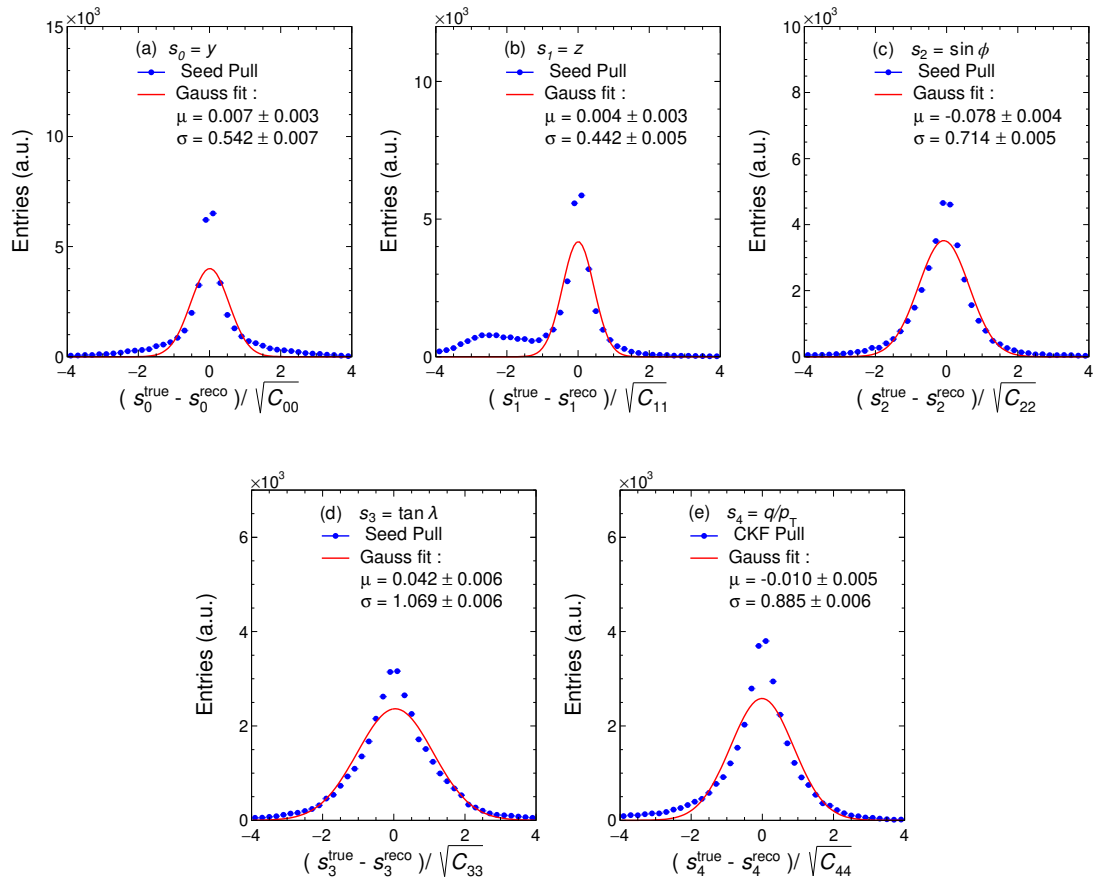 ×10³
15
10
5
0
Entries (a.u.)
(a) s₀ = y
Seed Pull
Gauss fit :
μ = 0.007 ± 0.003
σ = 0.542 ± 0.007
−4 −2 0 2 4
( s₀^true - s₀^reco )/ √C₀₀
×10³
10
5
0
Entries (a.u.)
(b) s₁ = z
Seed Pull
Gauss fit :
μ = 0.004 ± 0.003
σ = 0.442 ± 0.005
−4 −2 0 2 4
( s₁^true - s₁^reco )/ √C₁₁
×10³
10
8
6
4
2
0
Entries (a.u.)
(c) s₂ = sin ϕ
Seed Pull
Gauss fit :
μ = -0.078 ± 0.004
σ = 0.714 ± 0.005
−4 −2 0 2 4
( s₂^true - s₂^reco )/ √C₂₂
×10³
6
4
2
0
Entries (a.u.)
(d) s₃ = tan λ
Seed Pull
Gauss fit :
μ = 0.042 ± 0.006
σ = 1.069 ± 0.006
−4 −2 0 2 4
( s₃^true - s₃^reco )/ √C₃₃
×10³
6
4
2
0
Entries (a.u.)
(e) s₄ = q/p_T
CKF Pull
Gauss fit :
μ = -0.010 ± 0.005
σ = 0.885 ± 0.006
−4 −2 0 2 4
( s₄^true - s₄^reco )/ √C₄₄